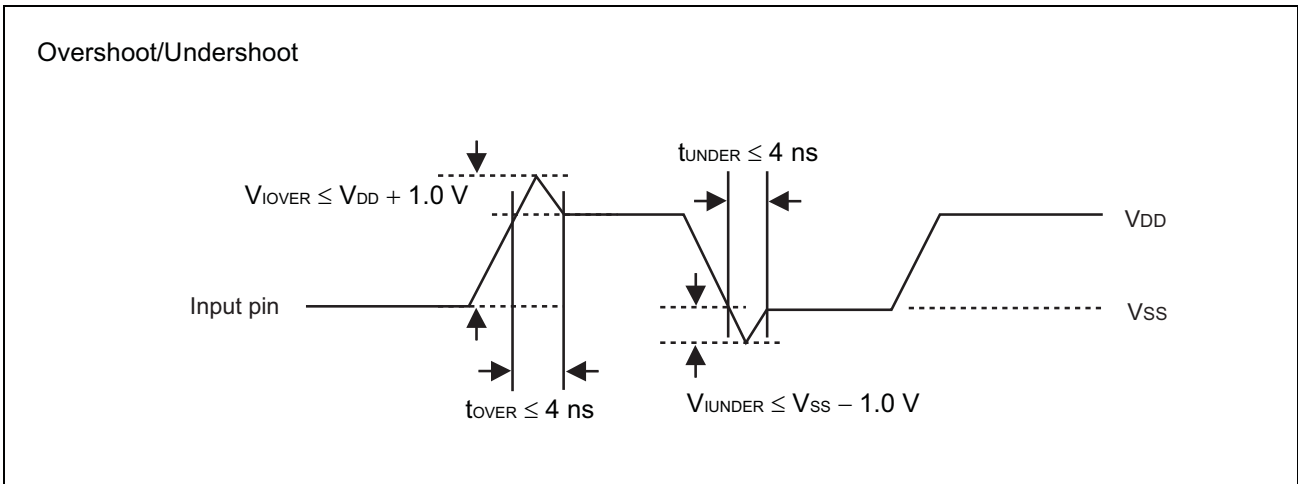 Overshoot/Undershoot
tUNDER ≤ 4 ns
VIOVER ≤ VDD + 1.0 V
VDD
Input pin
VSS
tOVER ≤ 4 ns
VIUNDER ≤ VSS − 1.0 V